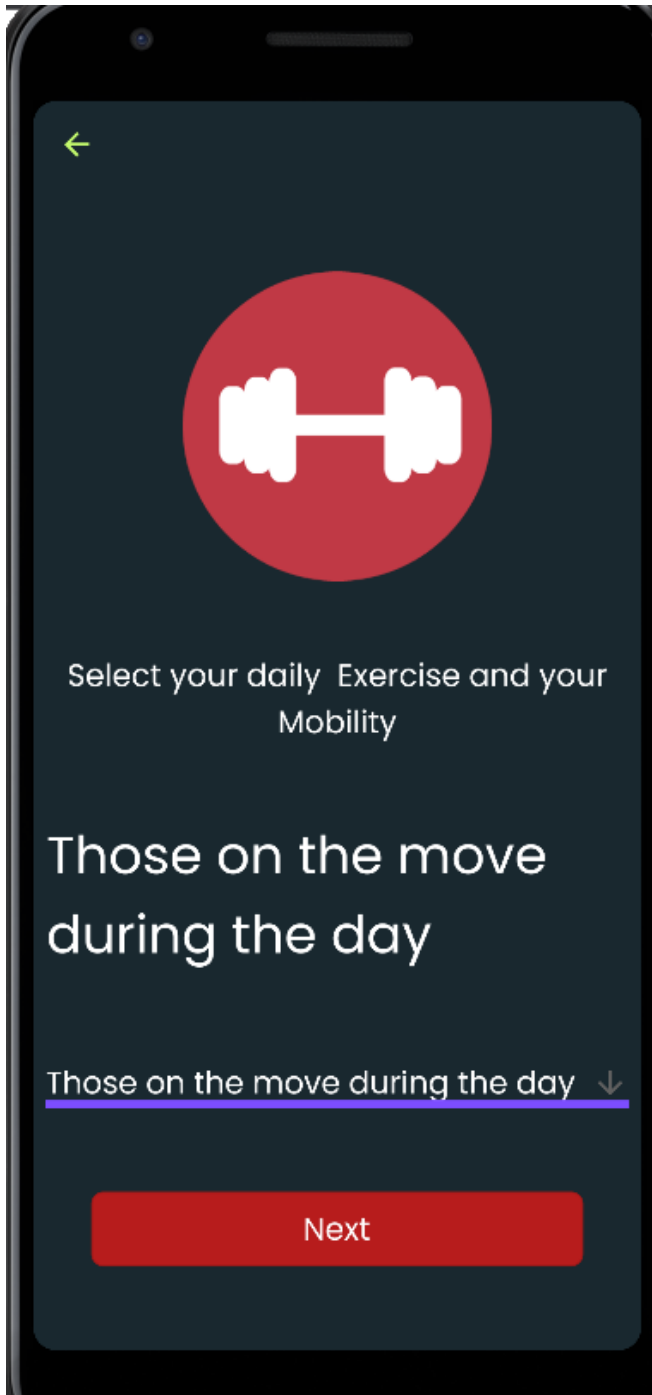 Select your daily  Exercise and your
Mobility
Those on the move
during the day
Those on the move during the day
Next